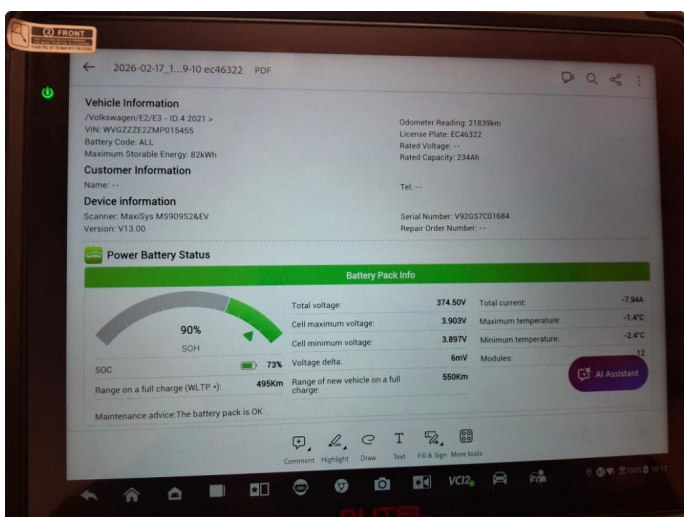 2 FRONT
2026-02-17_1...9-10 ec46322 PDF
Vehicle Information
/Volkswagen/E2/E3 - ID.4 2021 >
VIN: WVGZZZE2ZMP015455
Battery Code: ALL
Maximum Storable Energy: 82kWh
Odometer Reading: 21839km
License Plate: EC46322
Rated Voltage: --
Rated Capacity: 234Ah
Customer Information
Name: --
Tel: --
Device information
Scanner: MaxiSys MS909S2&EV
Version: V13.00
Serial Number: V92GS7C01684
Repair Order Number: --
Power Battery Status
Battery Pack Info
90%
SOH
SOC 73%
Range on a full charge (WLTP •): 495Km
Total voltage: 374.50V
Cell maximum voltage: 3.903V
Cell minimum voltage: 3.897V
Voltage delta: 6mV
Range of new vehicle on a full charge: 550Km
Total current: -7.94A
Maximum temperature: -1.4°C
Minimum temperature: -2.4°C
Modules: 12
AI Assistant
Maintenance advice:The battery pack is OK
Comment Highlight Draw Text Fill & Sign More tools
VCI2
100%
AUTEL